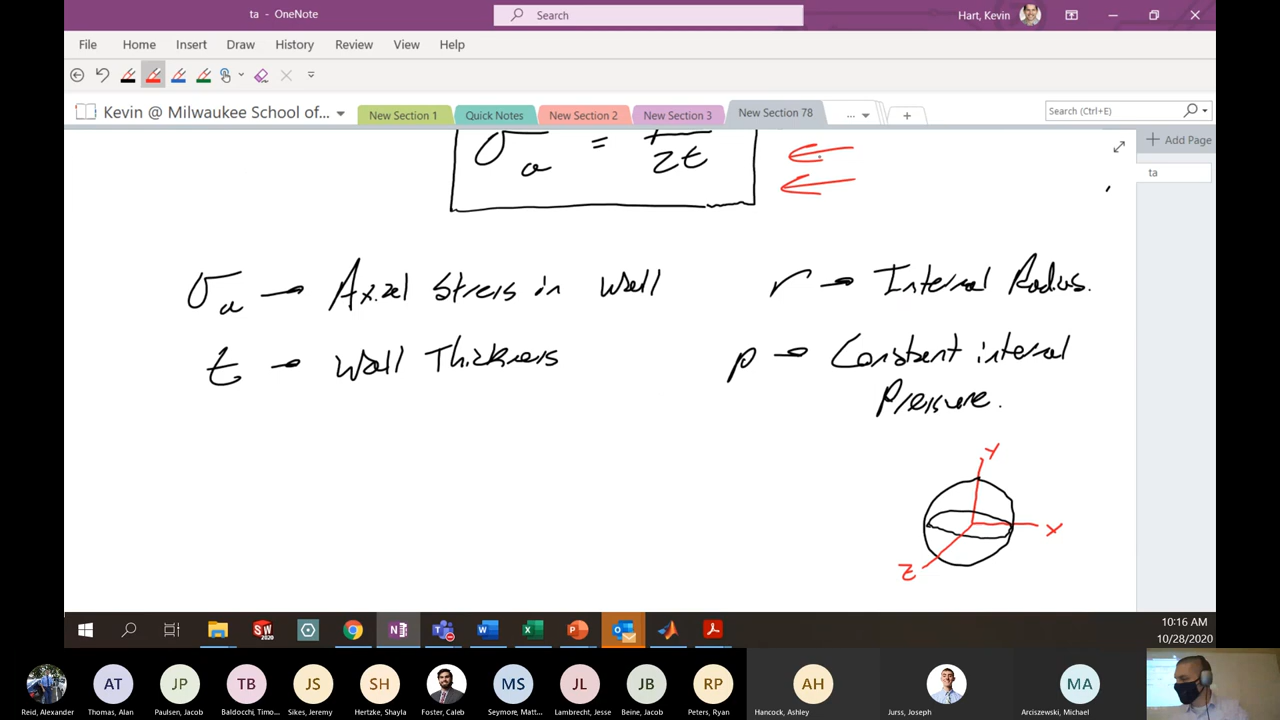 ta - OneNote
Search
Hart, Kevin
File Home Insert Draw History Review View Help
Kevin @ Milwaukee School of...
New Section 1
Quick Notes
New Section 2
New Section 3
New Section 78
...
Search (Ctrl+E)
Add Page
ta
σa = 2t
σa → Axial Stress in Wall
r → Internal Radius.
t → Wall Thickness
p → Constant internal
Pressure.
Y
X
Z
SW
2020
10:16 AM
10/28/2020
AT JP TB JS SH MS JL JB RP AH MA
Reid, Alexander
Thomas, Alan
Paulsen, Jacob
Baldocchi, Timo...
Sikes, Jeremy
Hertzke, Shayla
Foster, Caleb
Seymore, Matt...
Lambrecht, Jesse
Beine, Jacob
Peters, Ryan
Hancock, Ashley
Jurss, Joseph
Arciszewski, Michael